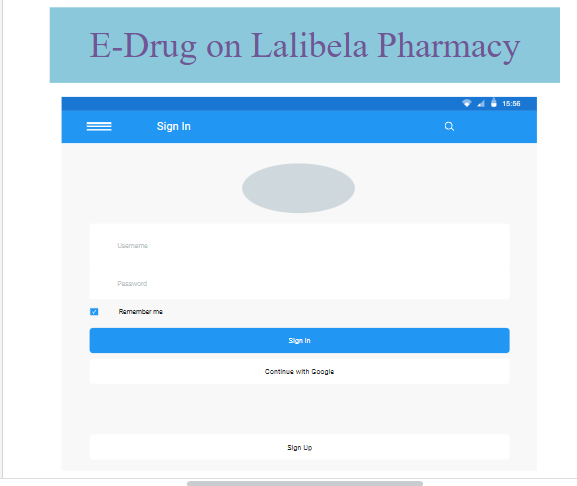 E-Drug on Lalibela Pharmacy
15:56
Sign In
Username
Password
Remember me
Sign In
Continue with Google
Sign Up